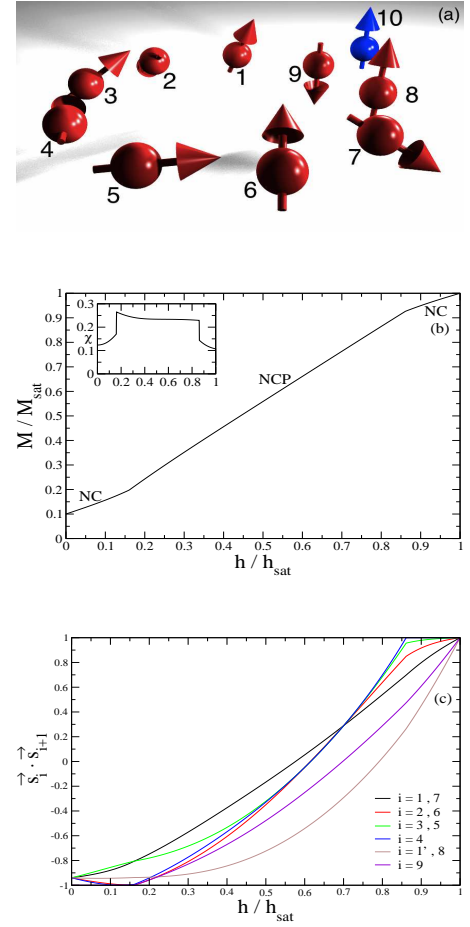 (a)
10
1
2
9
3
8
4
7
5
6
0.3
0.2
χ
0.1
0
0 0.2 0.4 0.6 0.8 1
1
0.9
0.8
0.7
0.6
0.5
0.4
0.3
0.2
0.1
0
M / M_sat
NC
(b)
NCP
NC
0 0.1 0.2 0.3 0.4 0.5 0.6 0.7 0.8 0.9 1
h / h_sat
1
0.8
0.6
0.4
0.2
0
-0.2
-0.4
-0.6
-0.8
-1
s_i · s_i+1
(c)
i = 1 , 7
i = 2, 6
i = 3, 5
i = 4
i = 1', 8
i = 9
0 0.1 0.2 0.3 0.4 0.5 0.6 0.7 0.8 0.9 1
h / h_sat